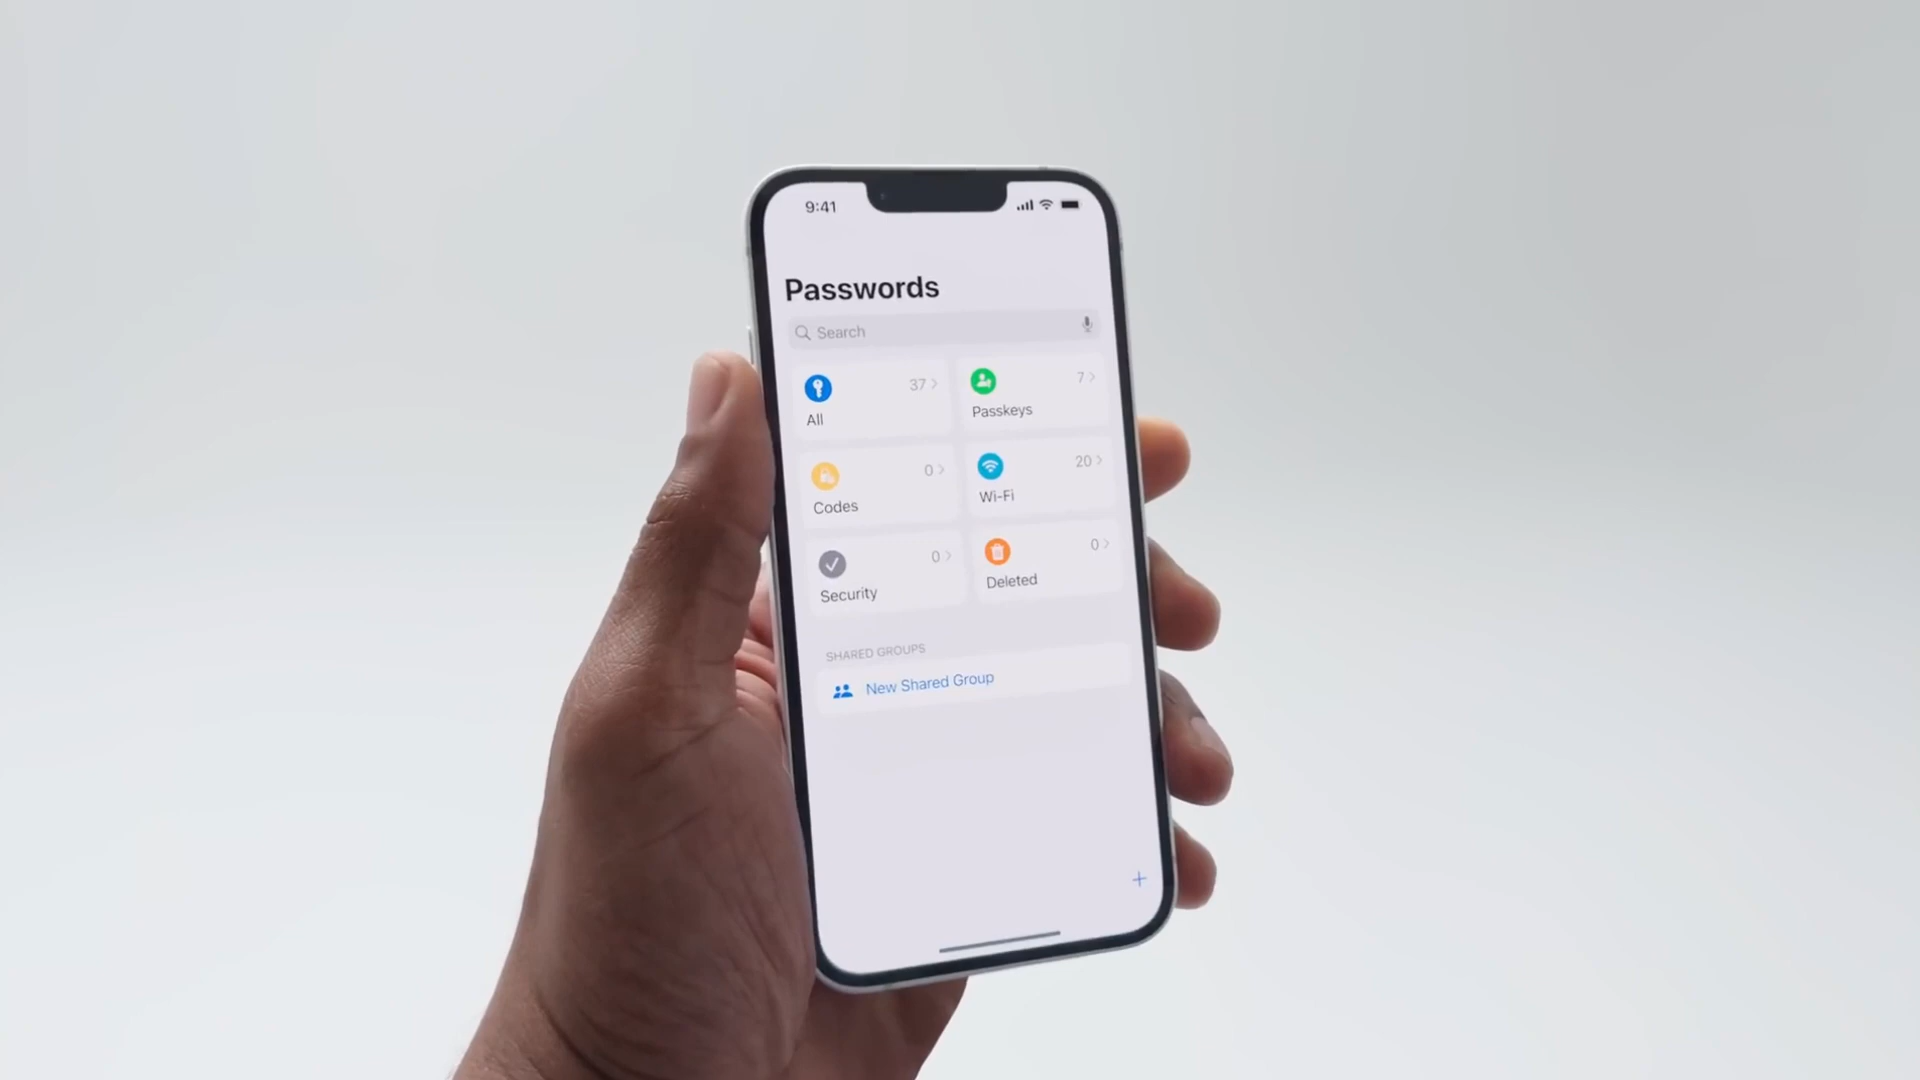 9:41
Passwords
Search
37
All
7
Passkeys
0
Codes
20
Wi-Fi
0
Security
0
Deleted
SHARED GROUPS
New Shared Group